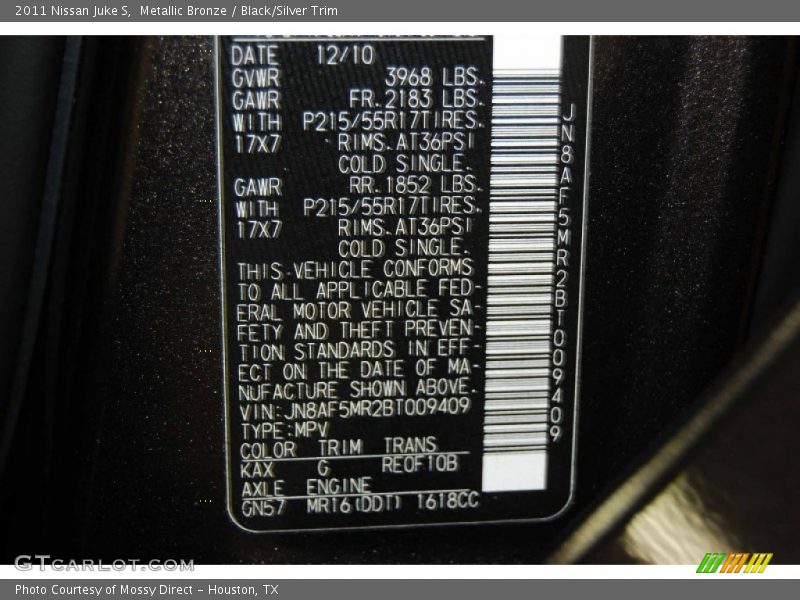 2011 Nissan Juke S, Metallic Bronze / Black/Silver Trim
DATE 12/10
GVWR 3968 LBS.
GAWR FR. 2183 LBS.
WITH P215/55R17TIRES.
17X7 RIMS. AT36PSI
COLD SINGLE.
GAWR RR. 1852 LBS.
WITH P215/55R17TIRES.
17X7 RIMS. AT36PSI
COLD SINGLE.
THIS VEHICLE CONFORMS
TO ALL APPLICABLE FED-
ERAL MOTOR VEHICLE SA-
FETY AND THEFT PREVEN-
TION STANDARDS IN EFF-
ECT ON THE DATE OF MA-
NUFACTURE SHOWN ABOVE.
VIN:JN8AF5MR2BT009409
TYPE:MPV
COLOR TRIM TRANS
KAX G RE0F10B
AXLE ENGINE
GN57 MR16(DDT) 1618CC
JN8AF5MR2BT009409
GTCarLot.com
Photo Courtesy of Mossy Direct – Houston, TX